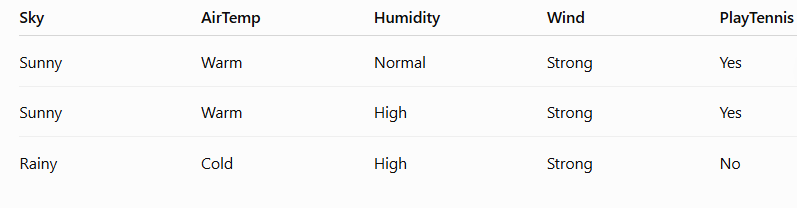 Sky AirTemp Humidity Wind PlayTennis
Sunny Warm Normal Strong Yes
Sunny Warm High Strong Yes
Rainy Cold High Strong No